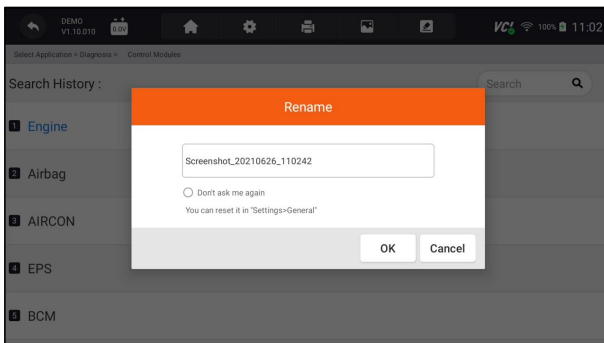 DEMO
V1.10.010
0.0V
VCI
100%
11:02
Select Application > Diagnosis > Control Modules
Search History :
Search
Rename
1 Engine
Screenshot_20210626_110242
2 Airbag
Don't ask me again
You can reset it in "Settings>General"
3 AIRCON
OK
Cancel
4 EPS
5 BCM